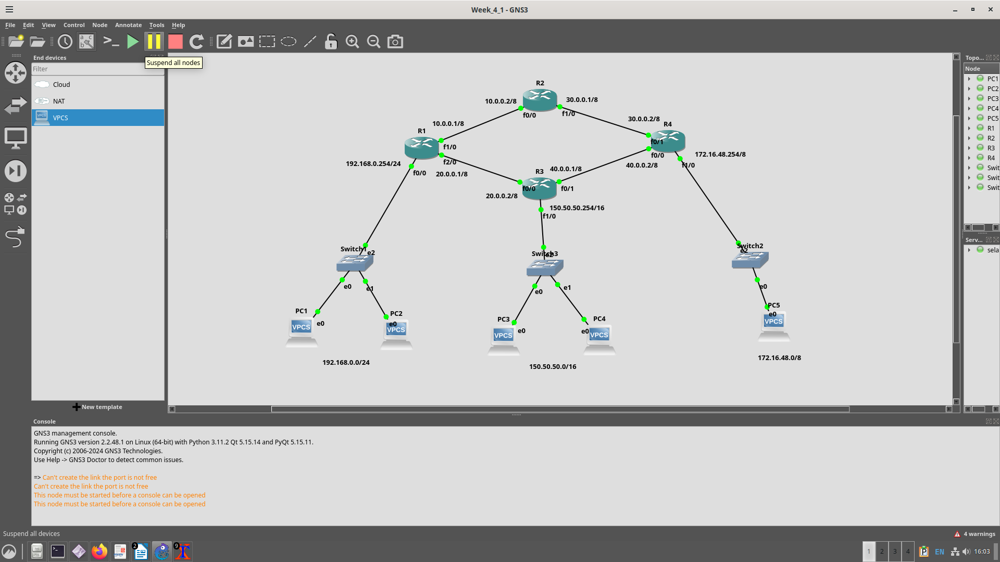 Week_4_1 - GNS3
File Edit View Control Node Annotate Tools Help
End devices
Suspend all nodes
Filter
Cloud
NAT
VPCS
VPCS
New template
R2
10.0.0.2/8
30.0.0.1/8
f0/0
f1/0
10.0.0.1/8
30.0.0.2/8
R1
R4
f1/0
f0/1
192.168.0.254/24
f2/0
f0/0
172.16.48.254/8
f0/0
20.0.0.1/8
R3
40.0.0.1/8
40.0.0.2/8
f1/0
f0/0
f0/1
20.0.0.2/8
150.50.50.254/16
f1/0
Switch1
e2
Switch3
e2
Switch2
e2
e0
e1
e0
e1
e0
PC1
PC2
PC3
PC4
PC5
e0
e0
e0
e0
e0
VPCS
VPCS
VPCS
VPCS
VPCS
192.168.0.0/24
150.50.50.0/16
172.16.48.0/8
Topo...
Node
PC1
PC2
PC3
PC4
PC5
R1
R2
R3
R4
Swit
Swit
Swit
Serv...
sela
Console
GNS3 management console.
Running GNS3 version 2.2.48.1 on Linux (64-bit) with Python 3.11.2 Qt 5.15.14 and PyQt 5.15.11.
Copyright (c) 2006-2024 GNS3 Technologies.
Use Help -> GNS3 Doctor to detect common issues.
=> Can't create the link the port is not free
Can't create the link the port is not free
This node must be started before a console can be opened
This node must be started before a console can be opened
Suspend all devices
4 warnings
2
9
1 2 3 4
EN
16:03